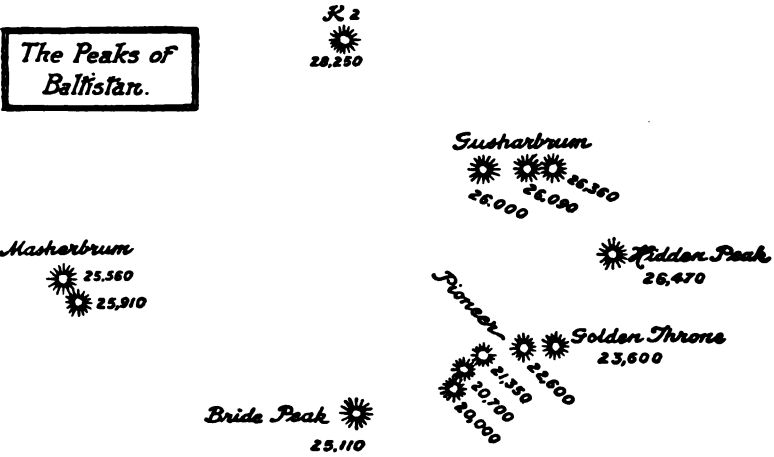 The Peaks of
Baltistan.
K 2
28,250
Gusharbrum
26.000
26,090
26,360
Masherbrum
25,560
25,910
Hidden Peak
26,470
Pioneer
Golden Throne
23,600
22,600
21,350
20,700
20,000
Bride Peak
25,110